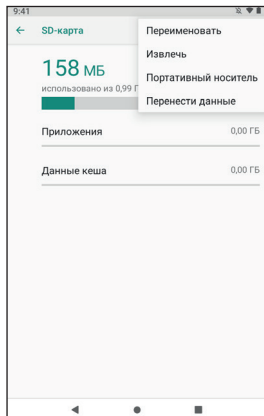 9:41
SD-карта
Переименовать
Извлечь
Портативный носитель
Перенести данные
158 МБ
использовано из 0,99 Г
Приложения 0,00 ГБ
Данные кеша 0,00 ГБ